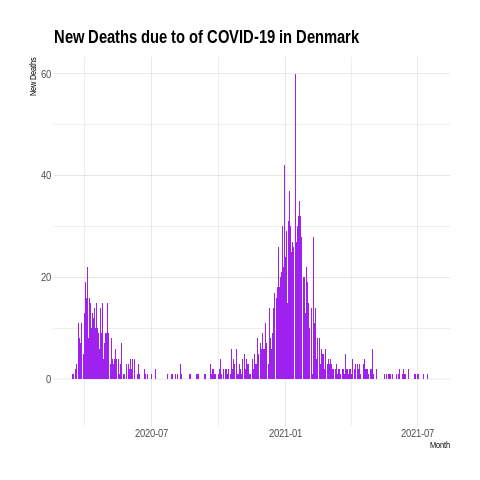 New Deaths due to of COVID-19 in Denmark
New Deaths
60
40
20
0
2020-07
2021-01
2021-07
Month